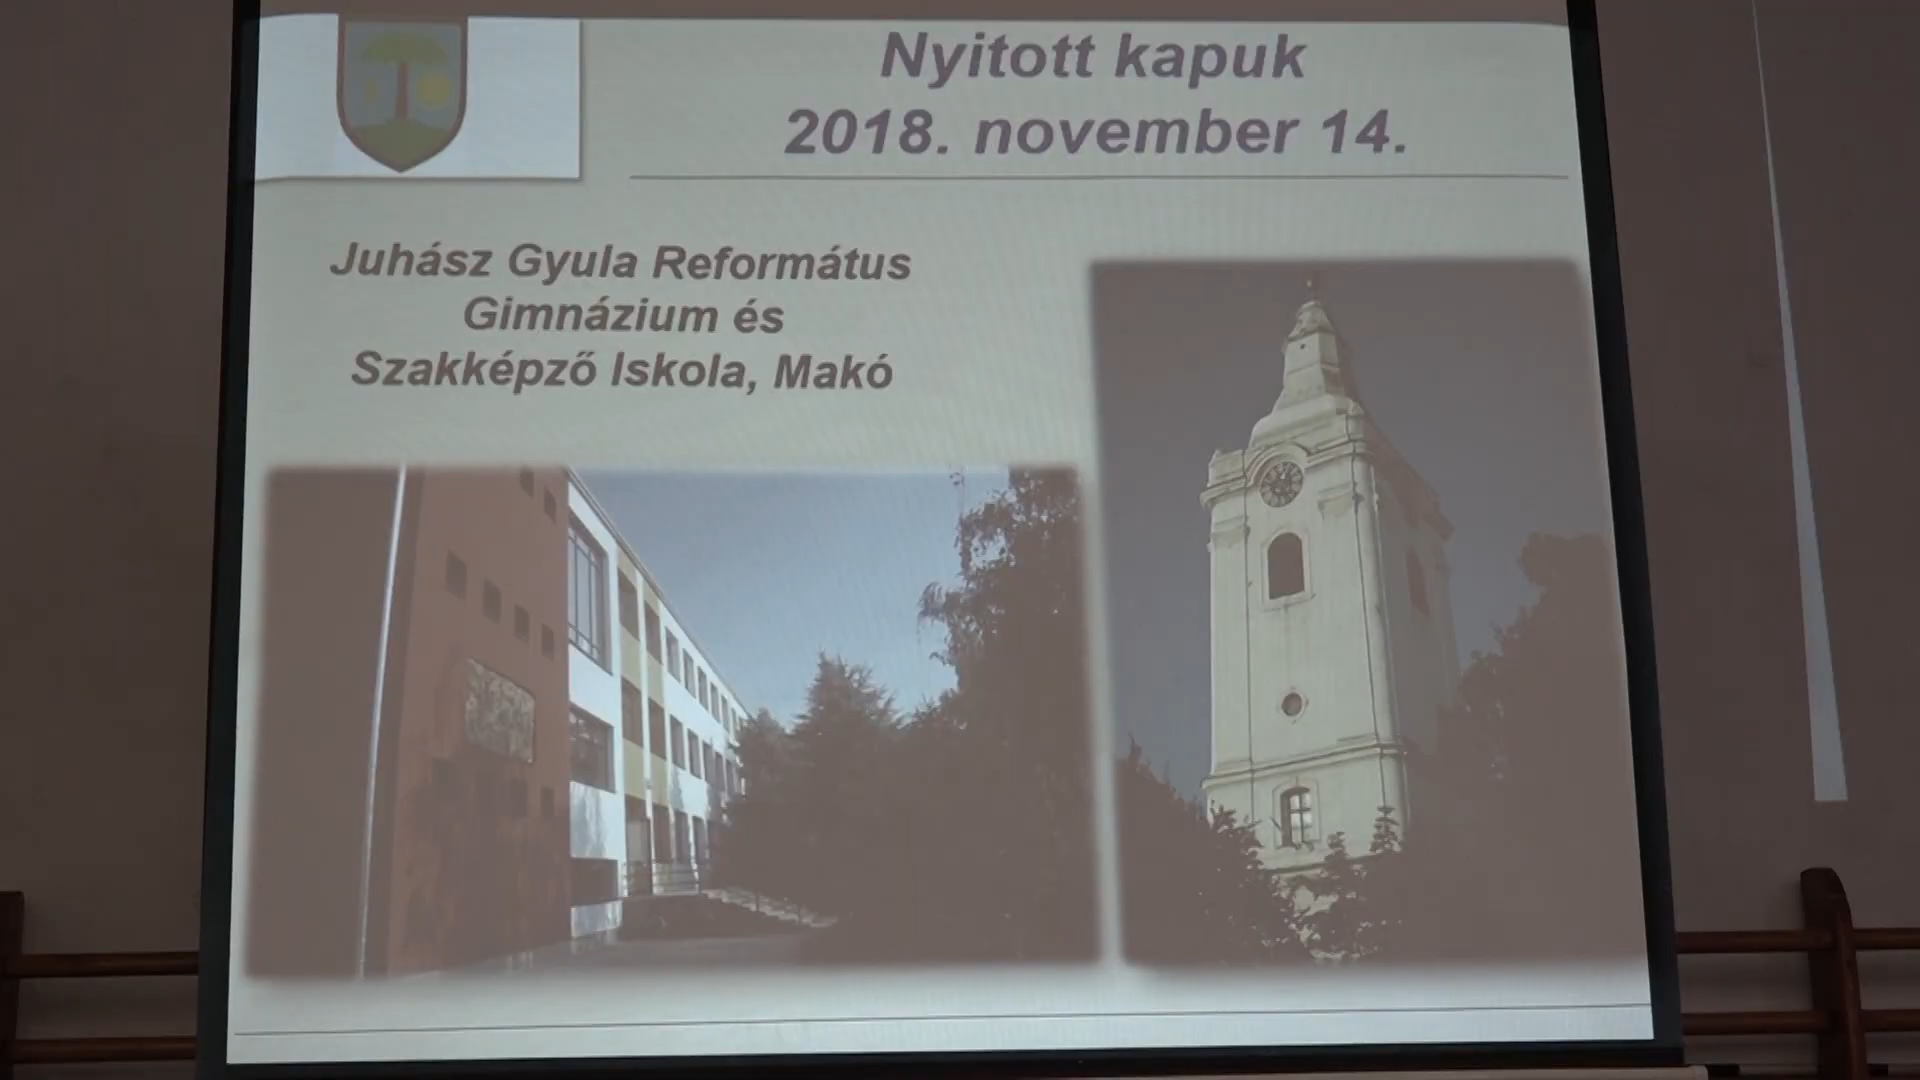 Nyitott kapuk
2018. november 14.
Juhász Gyula Református
Gimnázium és
Szakképző Iskola, Makó